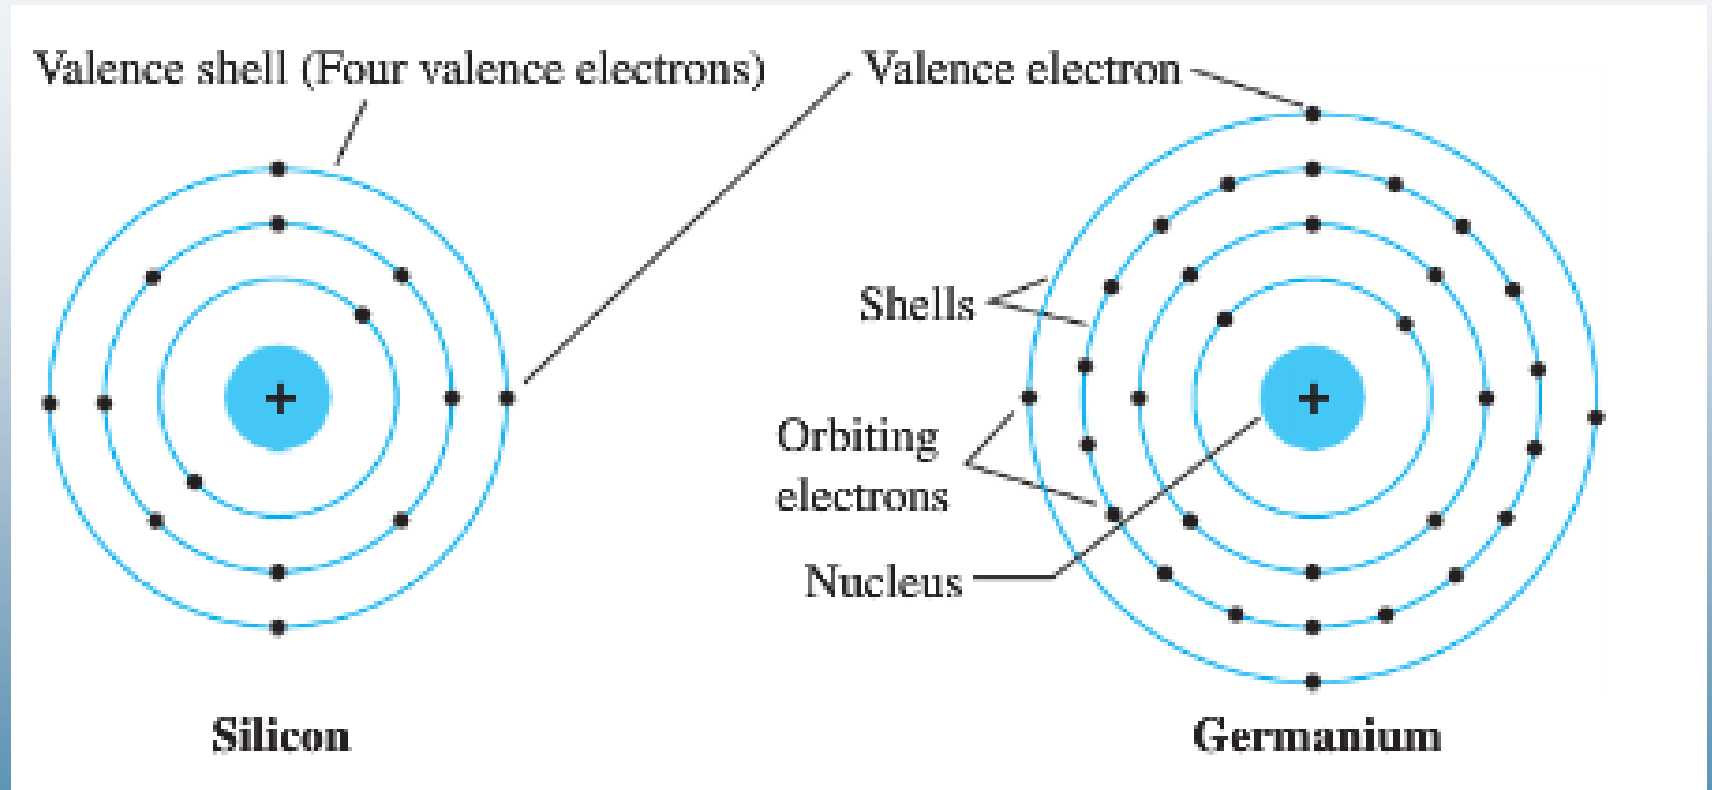 Valence shell (Four valence electrons)
Valence electron
Shells
Orbiting
electrons
Nucleus
+
+
Silicon
Germanium